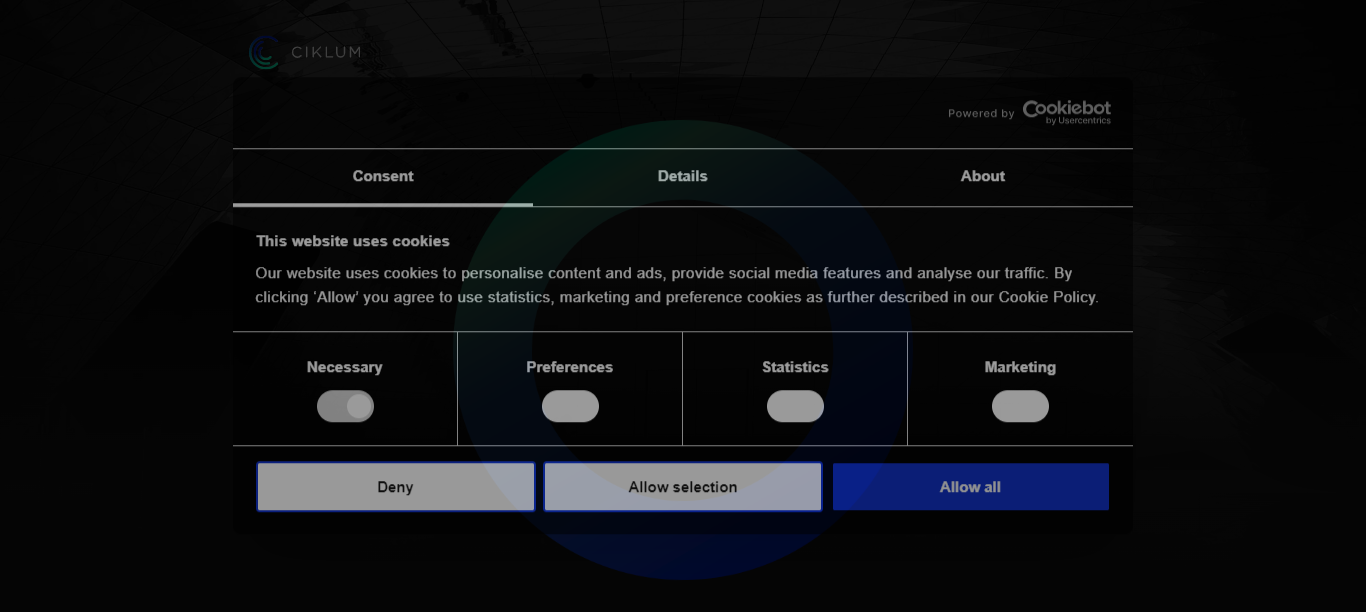 CIKLUM
Powered by Cookiebot
by Usercentrics
Consent Details About
This website uses cookies
Our website uses cookies to personalise content and ads, provide social media features and analyse our traffic. By
clicking ‘Allow’ you agree to use statistics, marketing and preference cookies as further described in our Cookie Policy.
Necessary Preferences Statistics Marketing
Deny Allow selection Allow all